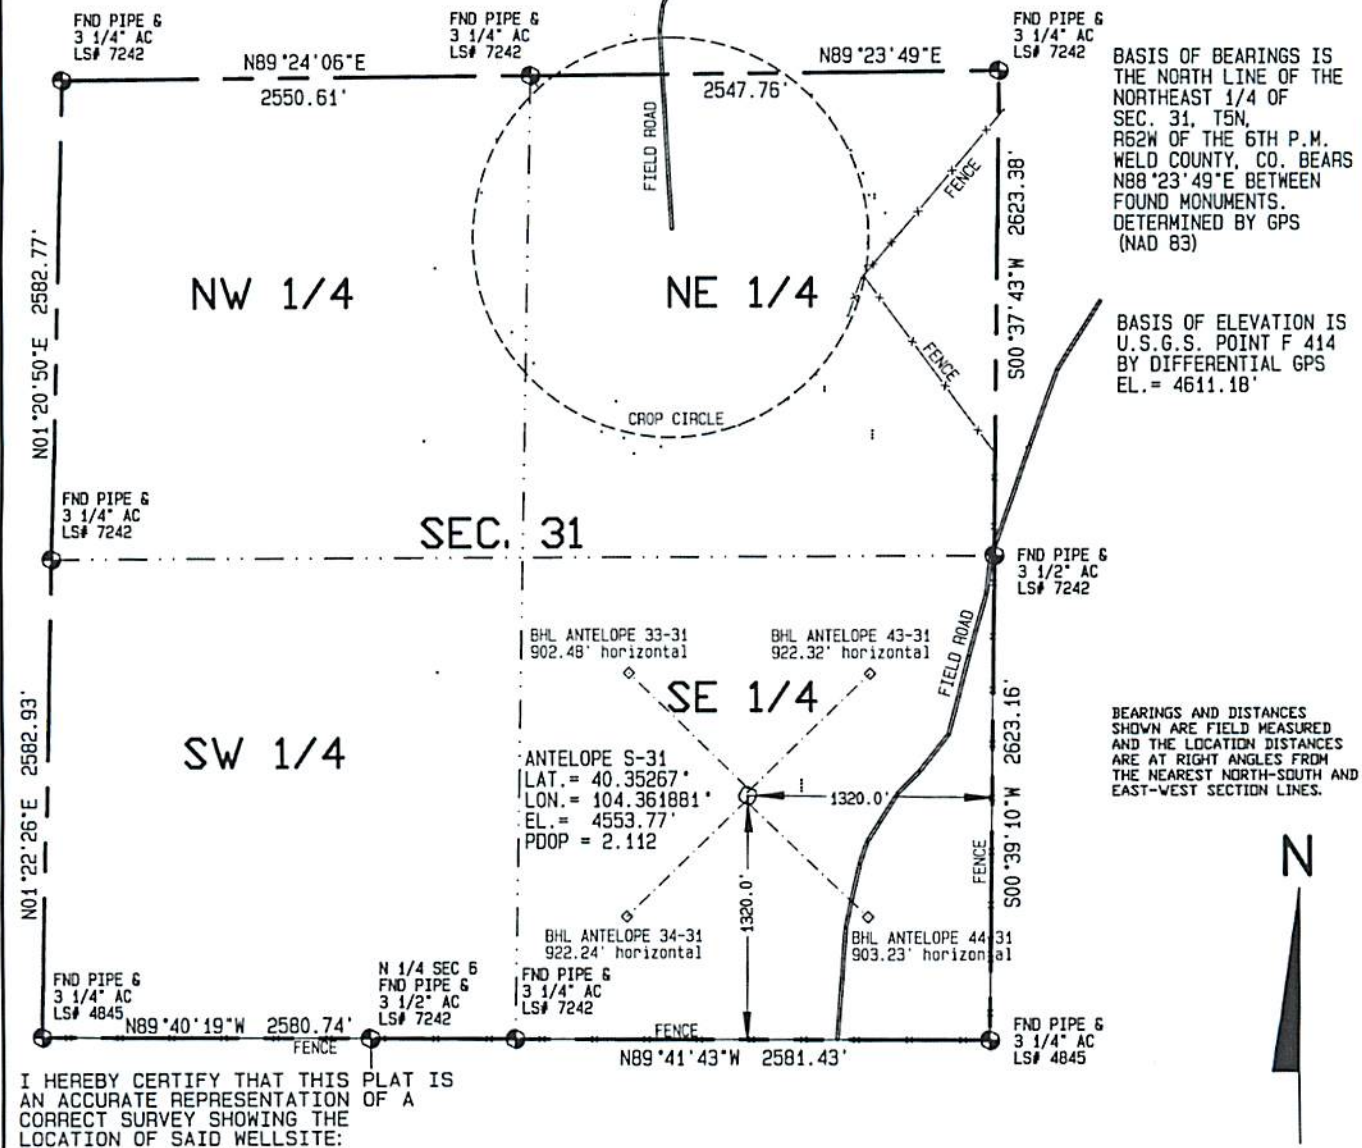 FND PIPE &
3 1/4" AC
LS# 7242
FND PIPE &
3 1/4" AC
LS# 7242
FND PIPE &
3 1/4" AC
LS# 7242
N89°24'06"E
2550.61'
N89°23'49"E
2547.76'
BASIS OF BEARINGS IS
THE NORTH LINE OF THE
NORTHEAST 1/4 OF
SEC. 31, T5N,
R62W OF THE 6TH P.M.
WELD COUNTY, CO. BEARS
N88°23'49"E BETWEEN
FOUND MONUMENTS.
DETERMINED BY GPS
(NAD 83)
FIELD ROAD
FENCE
S00°37'43"W 2623.38'
N01°20'50"E 2582.77'
NW 1/4
NE 1/4
BASIS OF ELEVATION IS
U.S.G.S. POINT F 414
BY DIFFERENTIAL GPS
EL.= 4611.18'
FENCE
CROP CIRCLE
FND PIPE &
3 1/4" AC
LS# 7242
SEC. 31
FND PIPE &
3 1/2" AC
LS# 7242
BHL ANTELOPE 33-31
902.48' horizontal
BHL ANTELOPE 43-31
922.32' horizontal
FIELD ROAD
SE 1/4
SW 1/4
N01°22'26"E 2582.93'
S00°39'10"W 2623.16'
BEARINGS AND DISTANCES
SHOWN ARE FIELD MEASURED
AND THE LOCATION DISTANCES
ARE AT RIGHT ANGLES FROM
THE NEAREST NORTH-SOUTH AND
EAST-WEST SECTION LINES.
ANTELOPE S-31
LAT.= 40.35267°
LON.= 104.361881°
EL.= 4553.77'
PDOP = 2.112
1320.0'
1320.0'
FENCE
N
BHL ANTELOPE 34-31
922.24' horizontal
BHL ANTELOPE 44-31
903.23' horizontal
FND PIPE &
3 1/4" AC
LS# 4845
N 1/4 SEC 6
FND PIPE &
3 1/2" AC
LS# 7242
FND PIPE &
3 1/4" AC
LS# 7242
N89°40'19"W 2580.74'
FENCE
FENCE
N89°41'43"W 2581.43'
FND PIPE &
3 1/4" AC
LS# 4845
I HEREBY CERTIFY THAT THIS PLAT IS
AN ACCURATE REPRESENTATION OF A
CORRECT SURVEY SHOWING THE
LOCATION OF SAID WELLSITE: